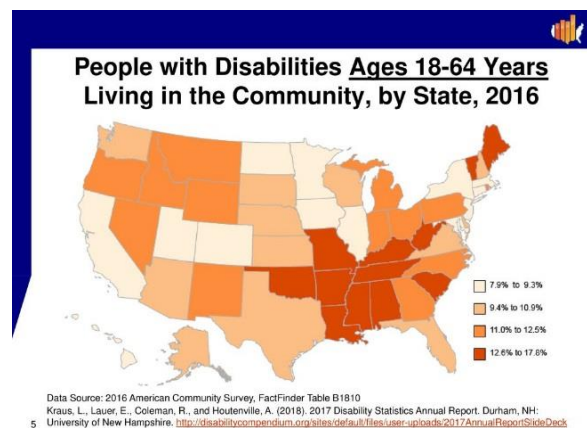 People with Disabilities Ages 18-64 Years
Living in the Community, by State, 2016
7.9% to 9.3%
9.4% to 10.9%
11.0% to 12.5%
12.6% to 17.8%
Data Source: 2016 American Community Survey, FactFinder Table B1810
Kraus, L., Lauer, E., Coleman, R., and Houtenville, A. (2018). 2017 Disability Statistics Annual Report. Durham, NH:
5 University of New Hampshire. http://disabilitycompendium.org/sites/default/files/user-uploads/2017AnnualReportSlideDeck